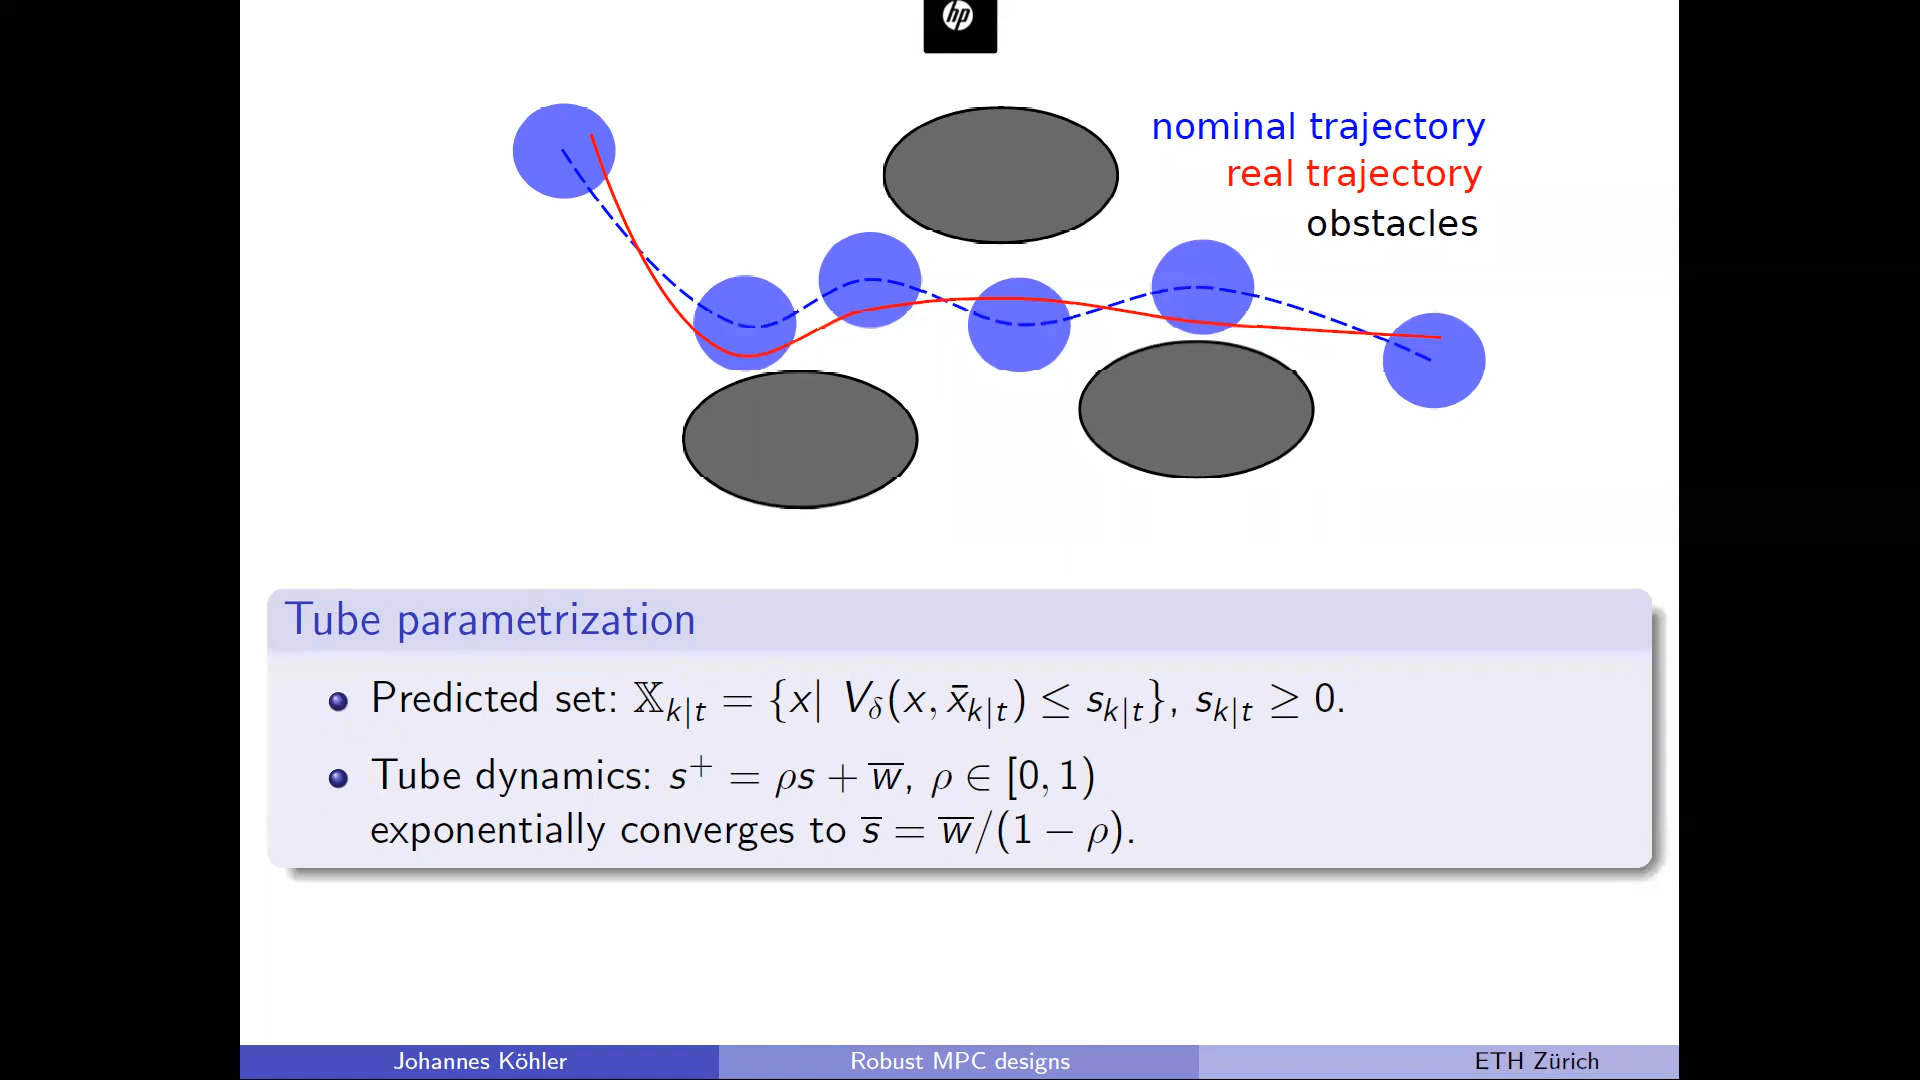 hp
nominal trajectory
real trajectory
obstacles
Tube parametrization
Predicted set: 𝕏ₖ|ₜ = {x| V_δ(x, x̄ₖ|ₜ) ≤ sₖ|ₜ}, sₖ|ₜ ≥ 0.
Tube dynamics: s⁺ = ρs + w̅, ρ ∈ [0, 1)
exponentially converges to s̅ = w̅/(1 − ρ).
Johannes Köhler
Robust MPC designs
ETH Zürich